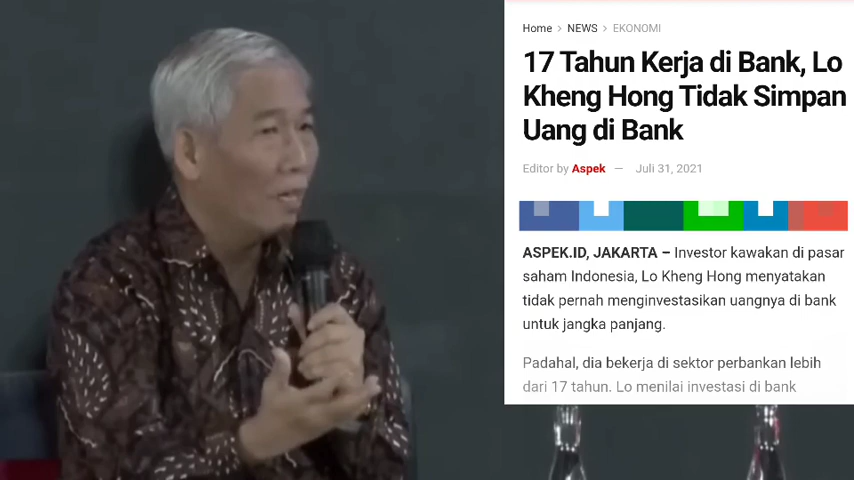 Home > NEWS > EKONOMI
17 Tahun Kerja di Bank, Lo
Kheng Hong Tidak Simpan
Uang di Bank
Editor by Aspek — Juli 31, 2021
ASPEK.ID, JAKARTA – Investor kawakan di pasar
saham Indonesia, Lo Kheng Hong menyatakan
tidak pernah menginvestasikan uangnya di bank
untuk jangka panjang.
Padahal, dia bekerja di sektor perbankan lebih
dari 17 tahun. Lo menilai investasi di bank